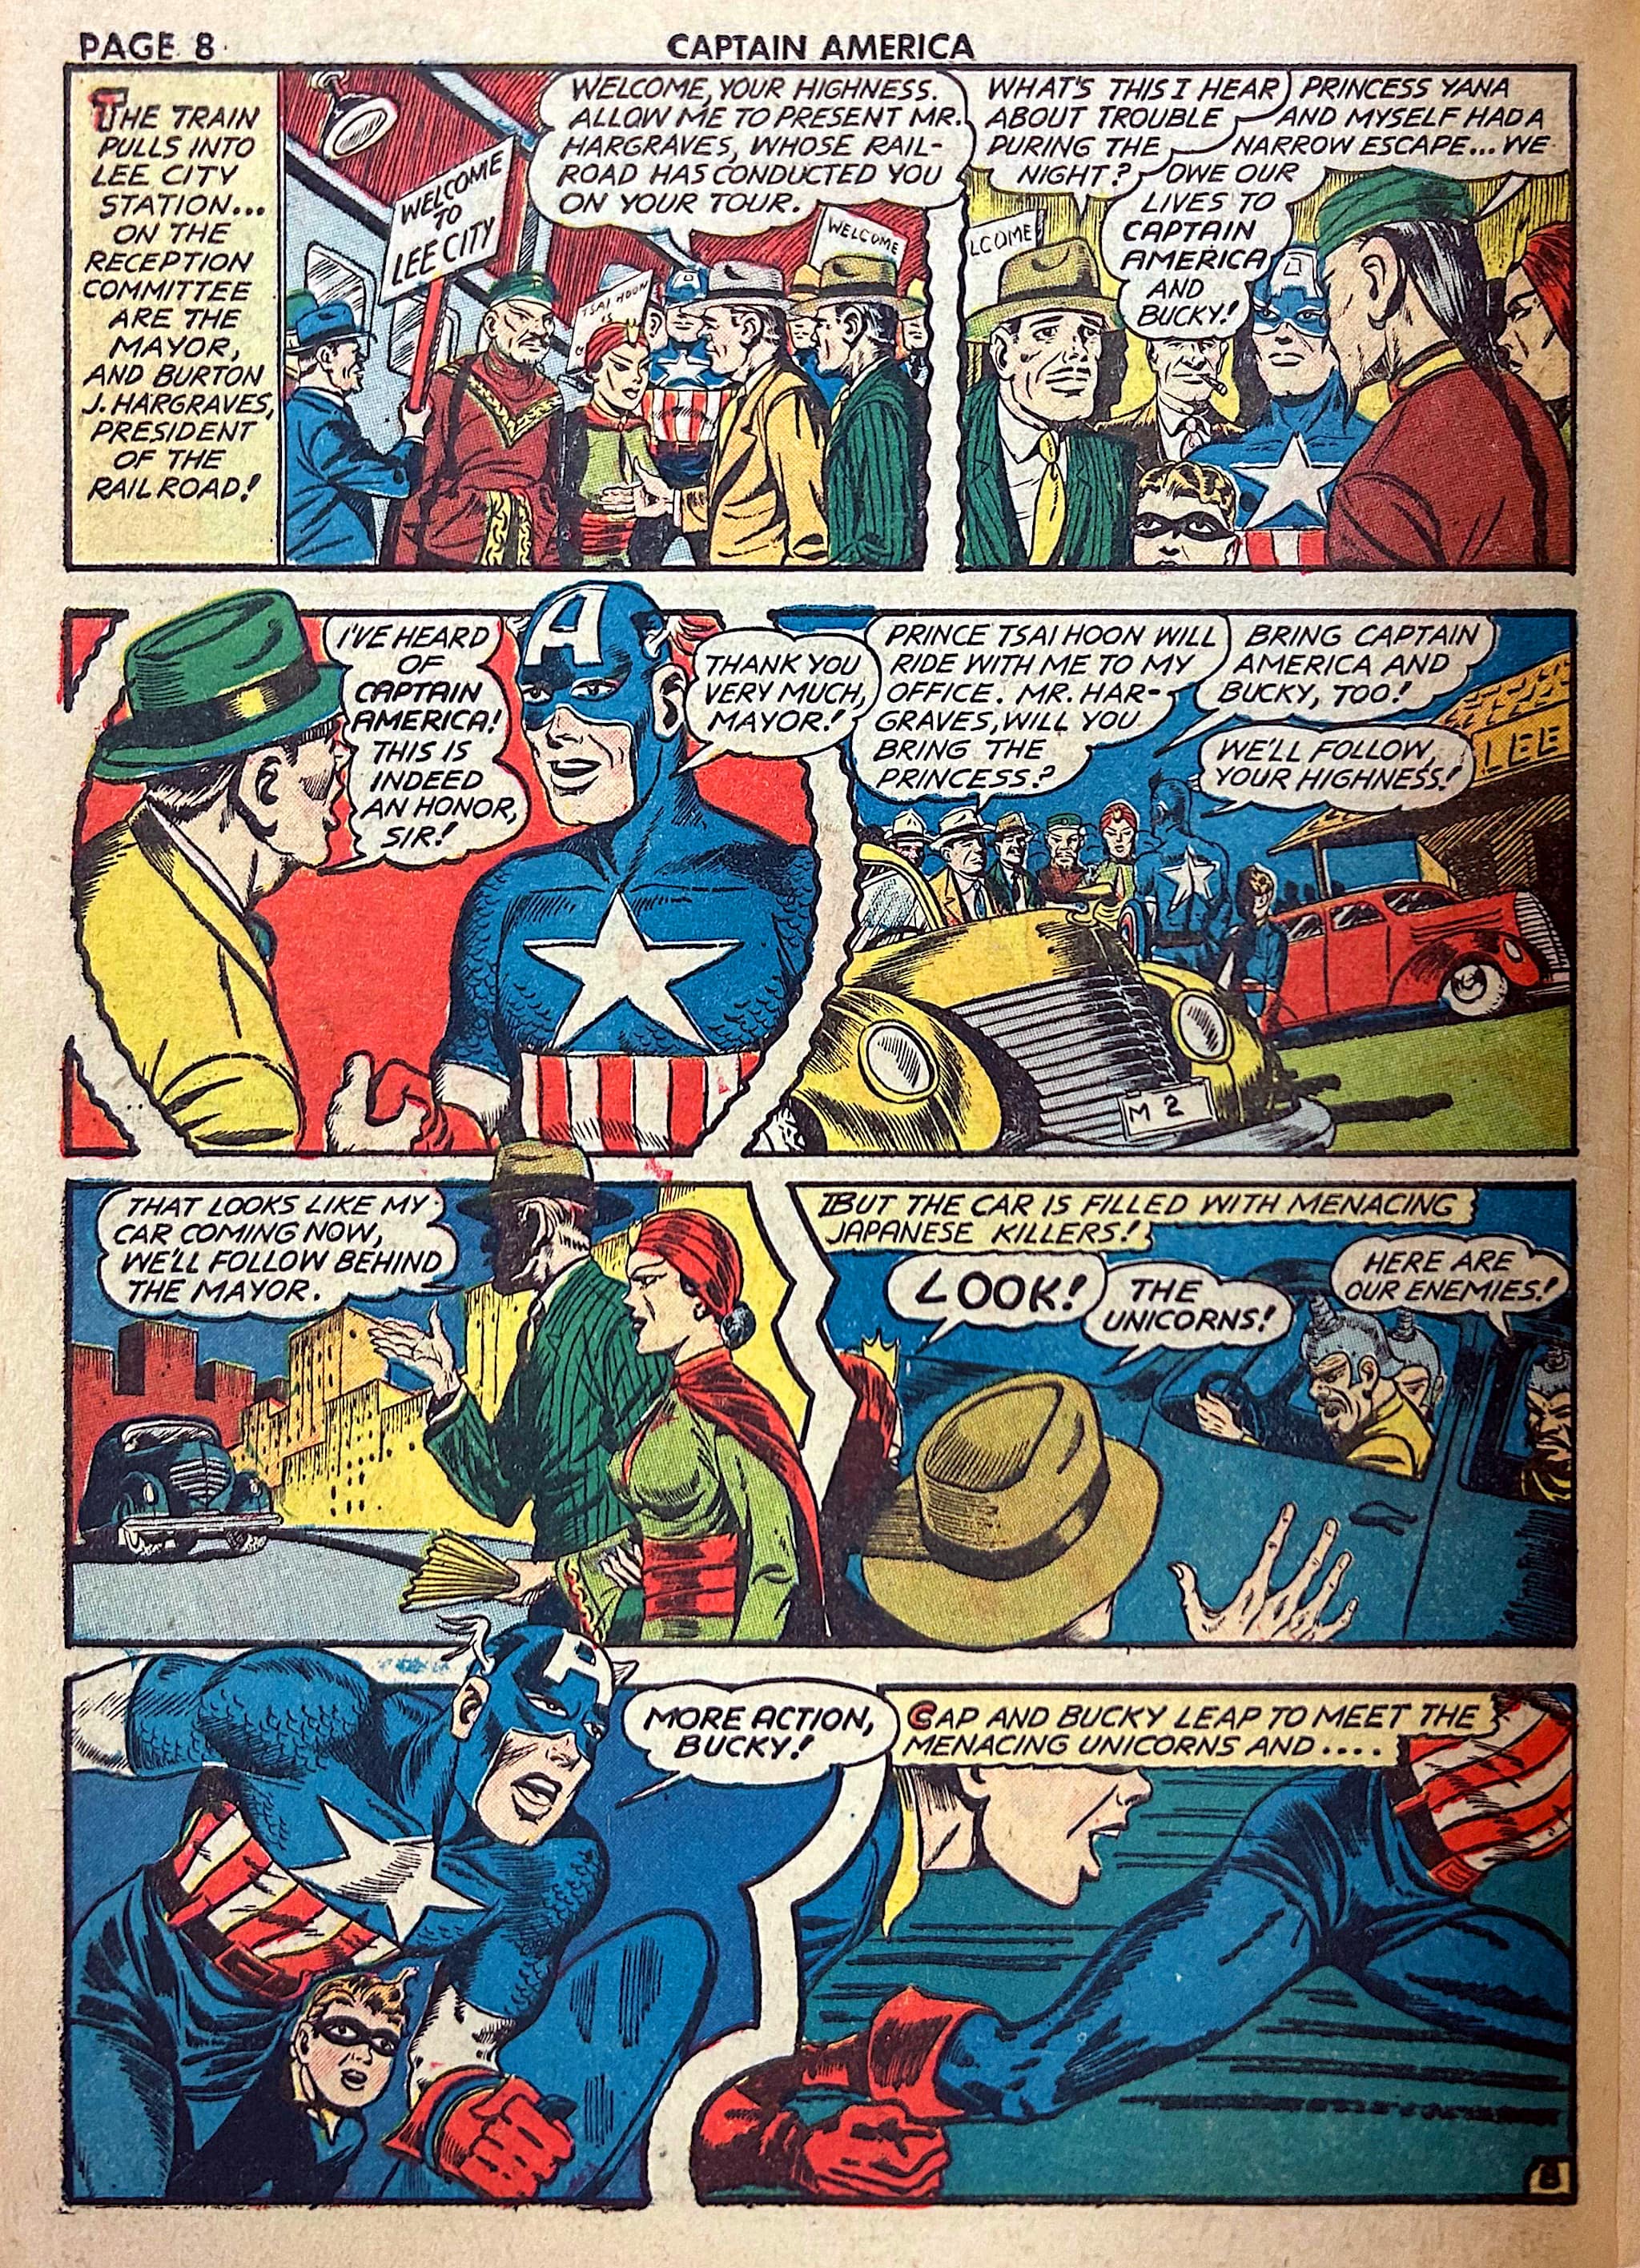 PAGE 8
CAPTAIN AMERICA
THE TRAIN
PULLS INTO
LEE CITY
STATION...
ON THE
RECEPTION
COMMITTEE
ARE THE
MAYOR,
AND BURTON
J. HARGRAVES,
PRESIDENT
OF THE
RAILROAD!
WELCOME, YOUR HIGHNESS.
ALLOW ME TO PRESENT MR.
HARGRAVES, WHOSE RAIL-
ROAD HAS CONDUCTED YOU
ON YOUR TOUR.
WELCOME
TO
LEE CITY
TSAI HOON
IS
WELCOME
WHAT'S THIS I HEAR
ABOUT TROUBLE
DURING THE
NIGHT?
PRINCESS YANA
AND MYSELF HAD A
NARROW ESCAPE... WE
OWE OUR
LIVES TO
CAPTAIN
AMERICA
AND
BUCKY!
LCOME
I'VE HEARD
OF
CAPTAIN
AMERICA!
THIS IS
INDEED
AN HONOR,
SIR!
THANK YOU
VERY MUCH,
MAYOR!
PRINCE TSAI HOON WILL
RIDE WITH ME TO MY
OFFICE. MR. HAR-
GRAVES, WILL YOU
BRING THE
PRINCESS?
BRING CAPTAIN
AMERICA AND
BUCKY, TOO!
WE'LL FOLLOW,
YOUR HIGHNESS!
LEE
M 2
THAT LOOKS LIKE MY
CAR COMING NOW,
WE'LL FOLLOW BEHIND
THE MAYOR.
BUT THE CAR IS FILLED WITH MENACING
JAPANESE KILLERS!
LOOK!
THE
UNICORNS!
HERE ARE
OUR ENEMIES!
A
MORE ACTION,
BUCKY!
CAP AND BUCKY LEAP TO MEET THE
MENACING UNICORNS AND....
8